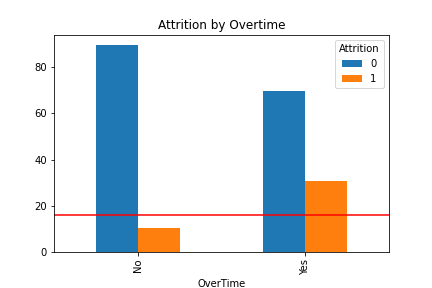 Attrition by Overtime
Attrition
0
1
80
60
40
20
0
No
Yes
OverTime